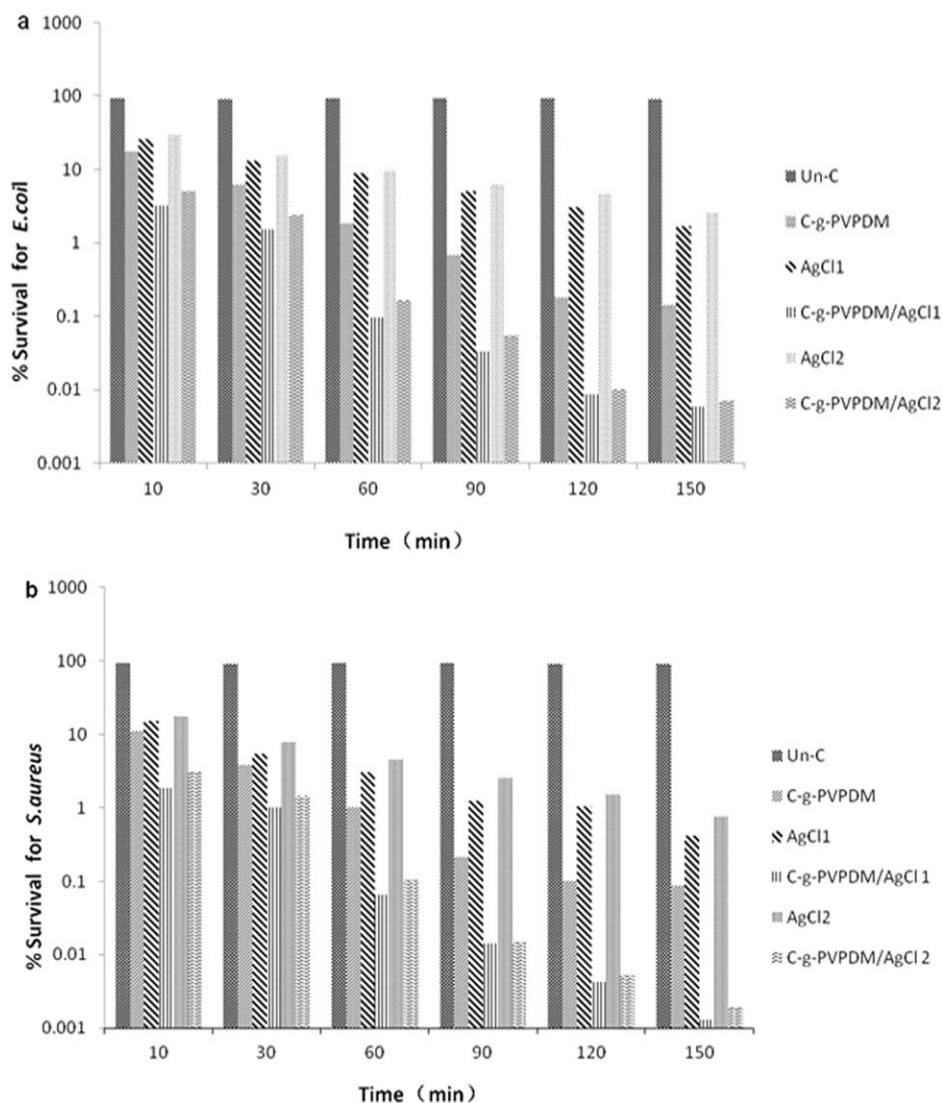 a
1000
100
10
1
0.1
0.01
0.001
% Survival for E.coil
10 30 60 90 120 150
Time（min）
Un-C
C-g-PVPDM
AgCl1
C-g-PVPDM/AgCl1
AgCl2
C-g-PVPDM/AgCl2
b
1000
100
10
1
0.1
0.01
0.001
% Survival for S.aureus
10 30 60 90 120 150
Time（min）
Un-C
C-g-PVPDM
AgCl1
C-g-PVPDM/AgCl 1
AgCl2
C-g-PVPDM/AgCl 2